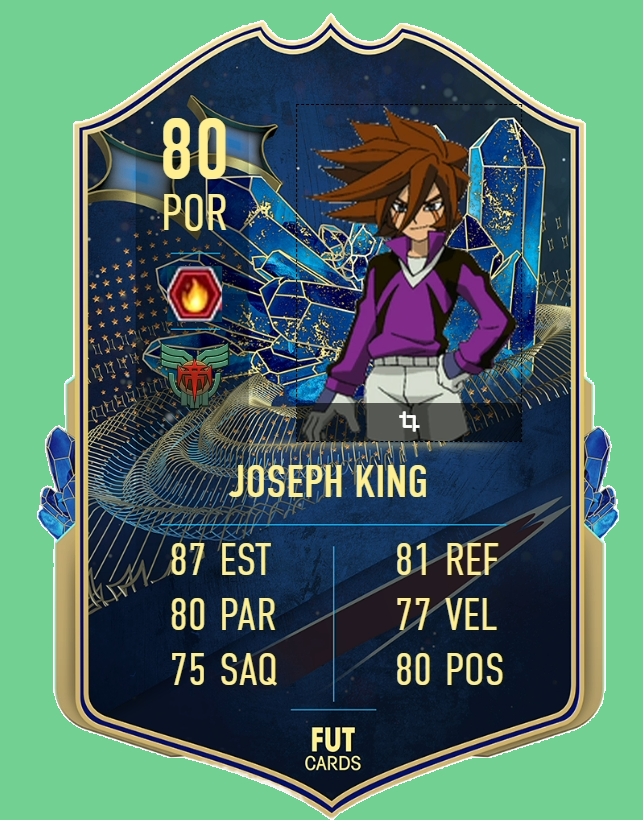 80
POR
JOSEPH KING
87 EST
81 REF
80 PAR
77 VEL
75 SAQ
80 POS
FUT
CARDS